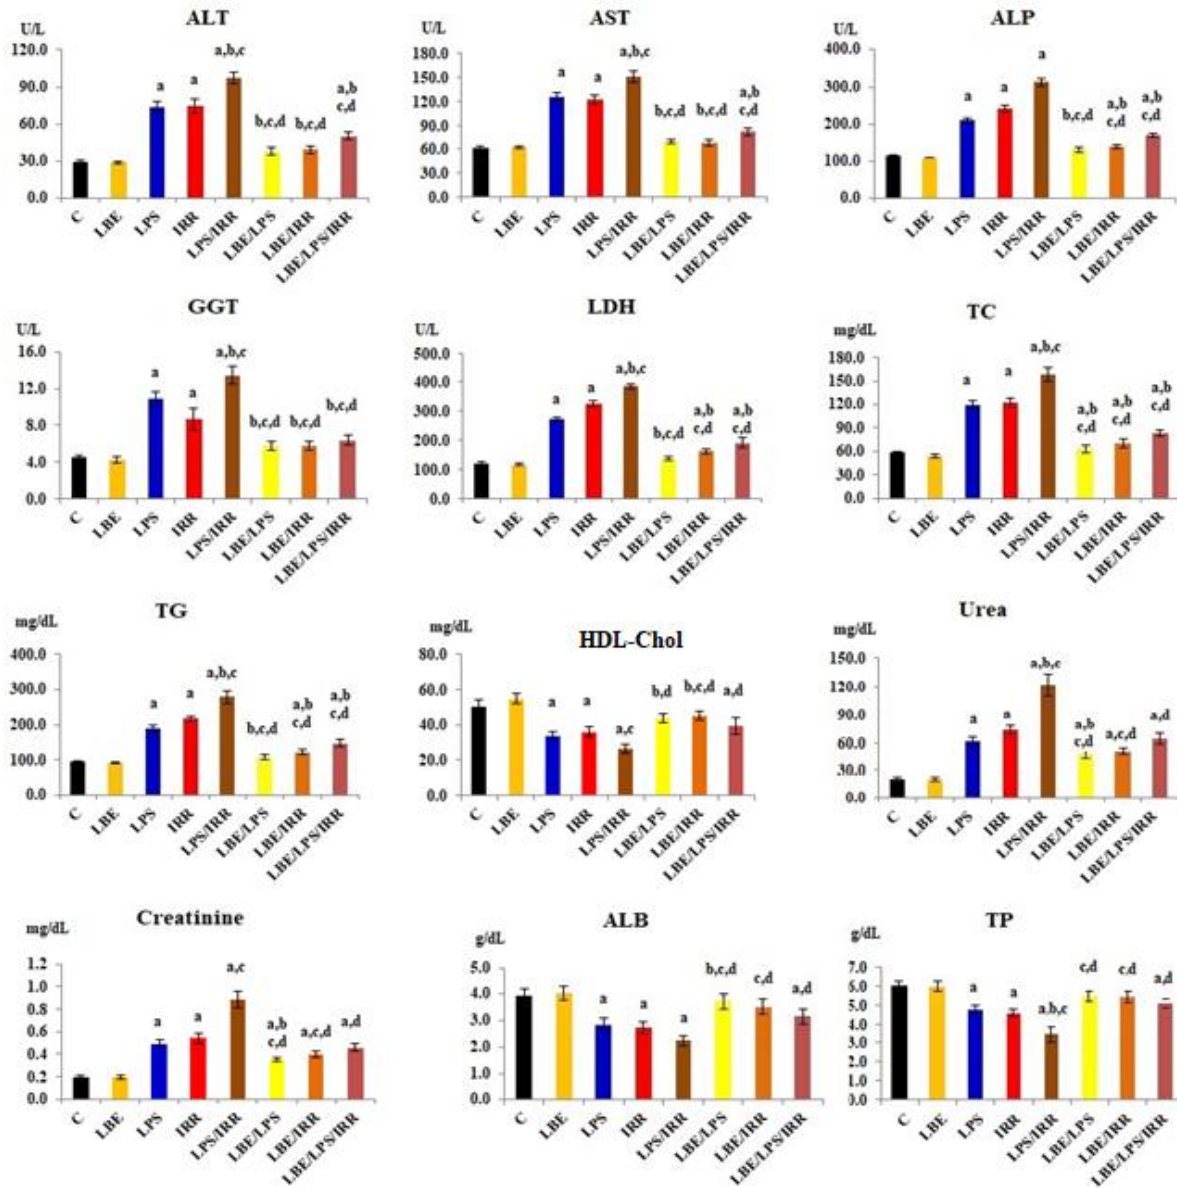 ALT
U/L
120.0
90.0
60.0
30.0
0.0
a
a
a,b,c
b,c,d
b,c,d
a,b
c,d
C
LBE
LPS
IRR
LPS/IRR
LBE/LPS
LBE/IRR
LBE/LPS/IRR
AST
U/L
180.0
150.0
120.0
90.0
60.0
30.0
0.0
a
a
a,b,c
b,c,d
b,c,d
a,b
c,d
C
LBE
LPS
IRR
LPS/IRR
LBE/LPS
LBE/IRR
LBE/LPS/IRR
ALP
U/L
400.0
300.0
200.0
100.0
0.0
a
a
a
b,c,d
a,b
c,d
a,b
c,d
C
LBE
LPS
IRR
LPS/IRR
LBE/LPS
LBE/IRR
LBE/LPS/IRR
GGT
U/L
16.0
12.0
8.0
4.0
0.0
a
a
a,b,c
b,c,d
b,c,d
b,c,d
C
LBE
LPS
IRR
LPS/IRR
LBE/LPS
LBE/IRR
LBE/LPS/IRR
LDH
U/L
500.0
400.0
300.0
200.0
100.0
0.0
a
a
a,b,c
b,c,d
a,b
c,d
a,b
c,d
C
LBE
LPS
IRR
LPS/IRR
LBE/LPS
LBE/IRR
LBE/LPS/IRR
TC
mg/dL
180.0
150.0
120.0
90.0
60.0
30.0
0.0
a
a
a,b,c
a,b
c,d
a,b
c,d
a,b
c,d
C
LBE
LPS
IRR
LPS/IRR
LBE/LPS
LBE/IRR
LBE/LPS/IRR
TG
mg/dL
400.0
300.0
200.0
100.0
0.0
a
a
a,b,c
b,c,d
a,b
c,d
a,b
c,d
C
LBE
LPS
IRR
LPS/IRR
LBE/LPS
LBE/IRR
LBE/LPS/IRR
HDL-Chol
mg/dL
80.0
60.0
40.0
20.0
0.0
a
a
a,c
b,d
b,c,d
a,d
C
LBE
LPS
IRR
LPS/IRR
LBE/LPS
LBE/IRR
LBE/LPS/IRR
Urea
mg/dL
150.0
120.0
90.0
60.0
30.0
0.0
a
a
a,b,c
a,b
c,d
a,c,d
a,d
C
LBE
LPS
IRR
LPS/IRR
LBE/LPS
LBE/IRR
LBE/LPS/IRR
Creatinine
mg/dL
1.2
1.0
0.8
0.6
0.4
0.2
0.0
a
a
a,c
a,b
c,d
a,c,d
a,d
C
LBE
LPS
IRR
LPS/IRR
LBE/LPS
LBE/IRR
LBE/LPS/IRR
ALB
g/dL
5.0
4.0
3.0
2.0
1.0
0.0
a
a
a
b,c,d
c,d
a,d
C
LBE
LPS
IRR
LPS/IRR
LBE/LPS
LBE/IRR
LBE/LPS/IRR
TP
g/dL
7.0
6.0
5.0
4.0
3.0
2.0
1.0
0.0
a
a
a,b,c
c,d
c,d
a,d
C
LBE
LPS
IRR
LPS/IRR
LBE/LPS
LBE/IRR
LBE/LPS/IRR